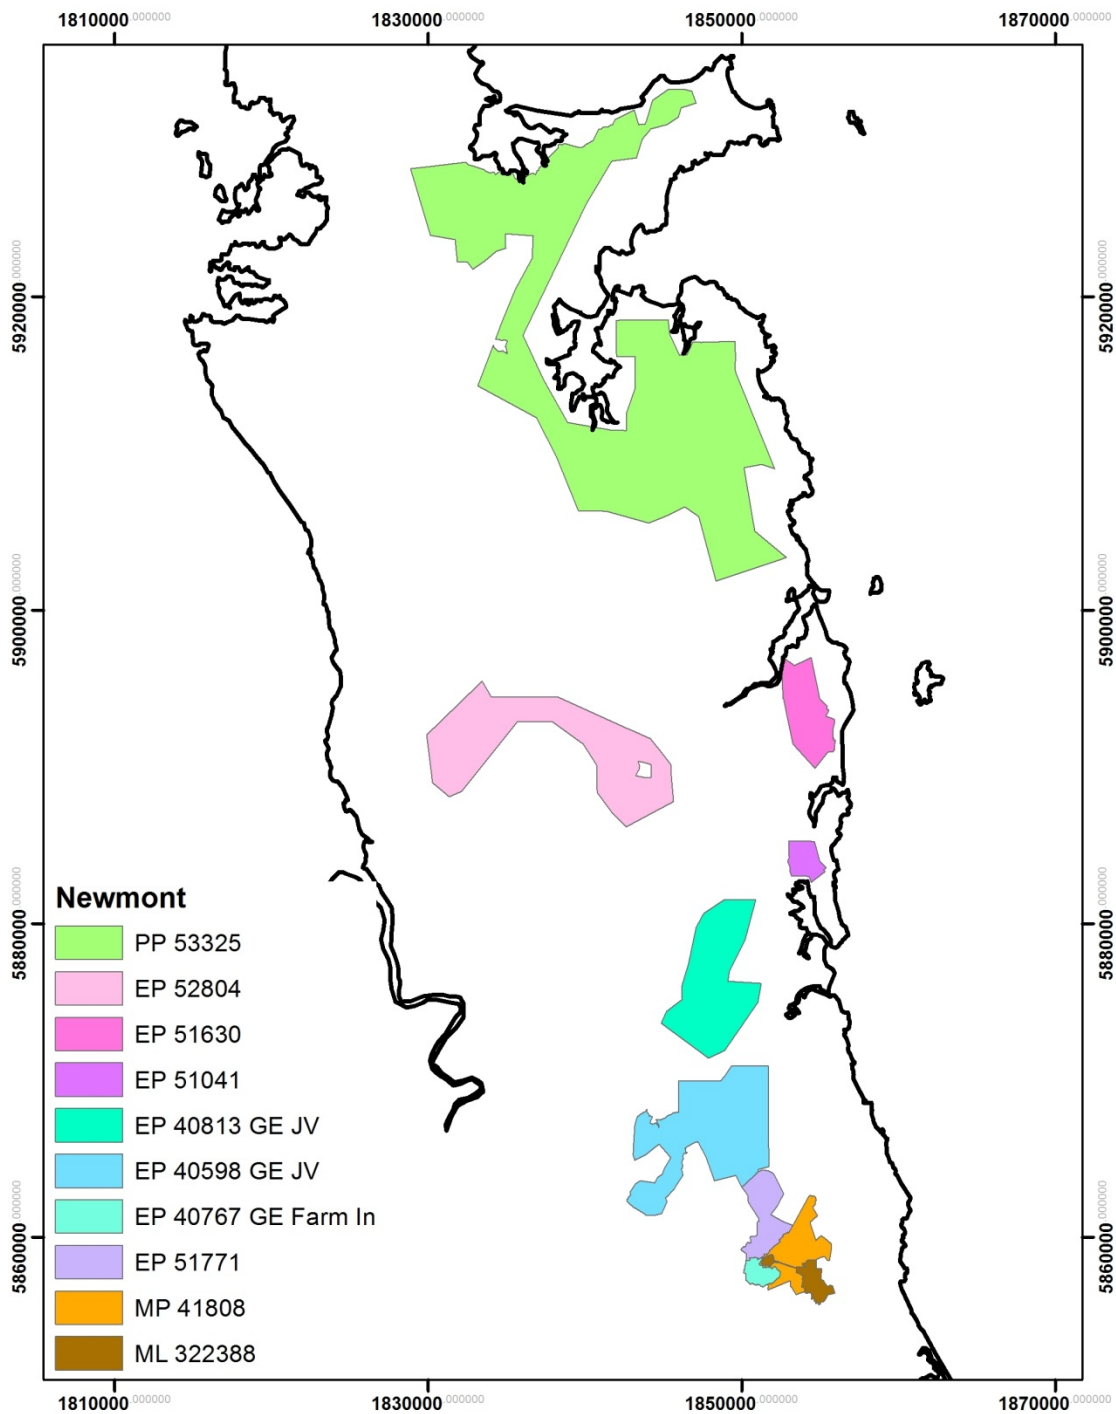 1810000.000000 1830000.000000 1850000.000000 1870000.000000
5920000.000000 5920000.000000
5900000.000000 5900000.000000
5880000.000000 5880000.000000
5860000.000000 5860000.000000
Newmont
PP 53325
EP 52804
EP 51630
EP 51041
EP 40813 GE JV
EP 40598 GE JV
EP 40767 GE Farm In
EP 51771
MP 41808
ML 322388
1810000.000000 1830000.000000 1850000.000000 1870000.000000